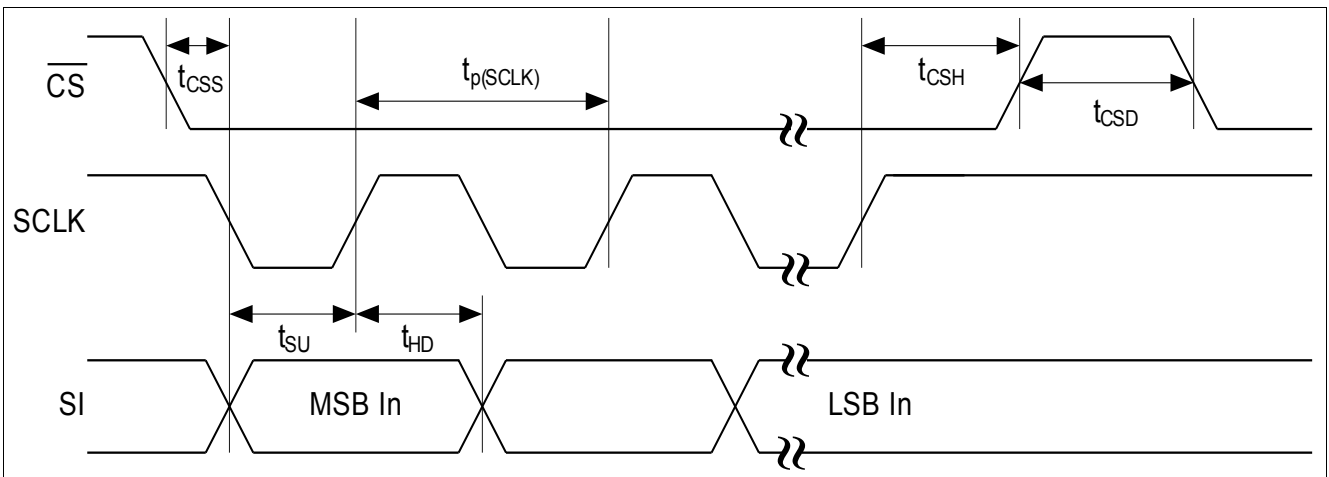 CS
tCSS
tp(SCLK)
tCSH
tCSD
SCLK
tSU
tHD
SI
MSB In
LSB In